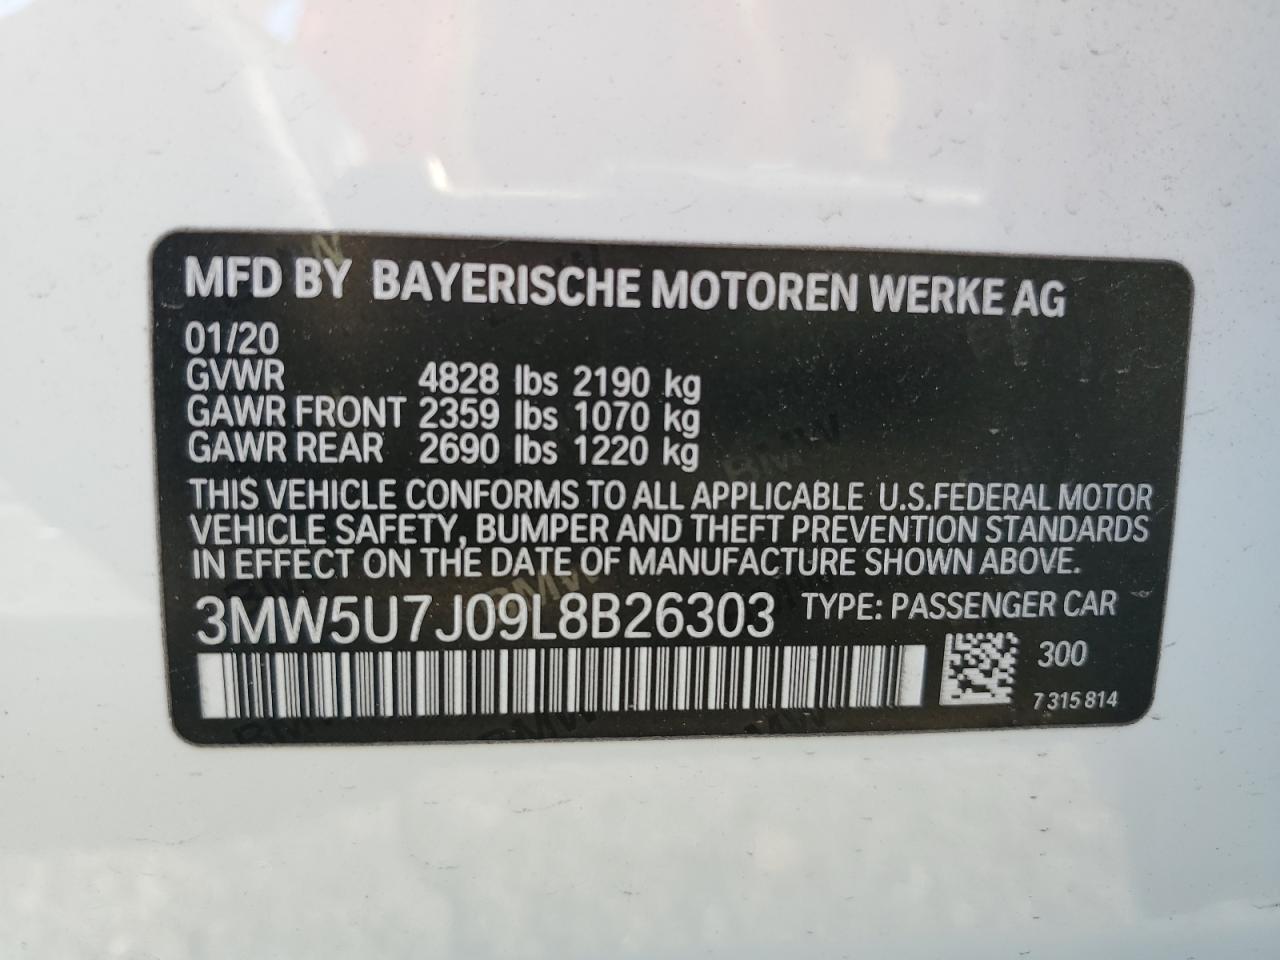 MFD BY BAYERISCHE MOTOREN WERKE AG
01/20
GVWR 4828 lbs 2190 kg
GAWR FRONT 2359 lbs 1070 kg
GAWR REAR 2690 lbs 1220 kg
THIS VEHICLE CONFORMS TO ALL APPLICABLE U.S.FEDERAL MOTOR
VEHICLE SAFETY, BUMPER AND THEFT PREVENTION STANDARDS
IN EFFECT ON THE DATE OF MANUFACTURE SHOWN ABOVE.
3MW5U7J09L8B26303 TYPE: PASSENGER CAR
300
7 315 814